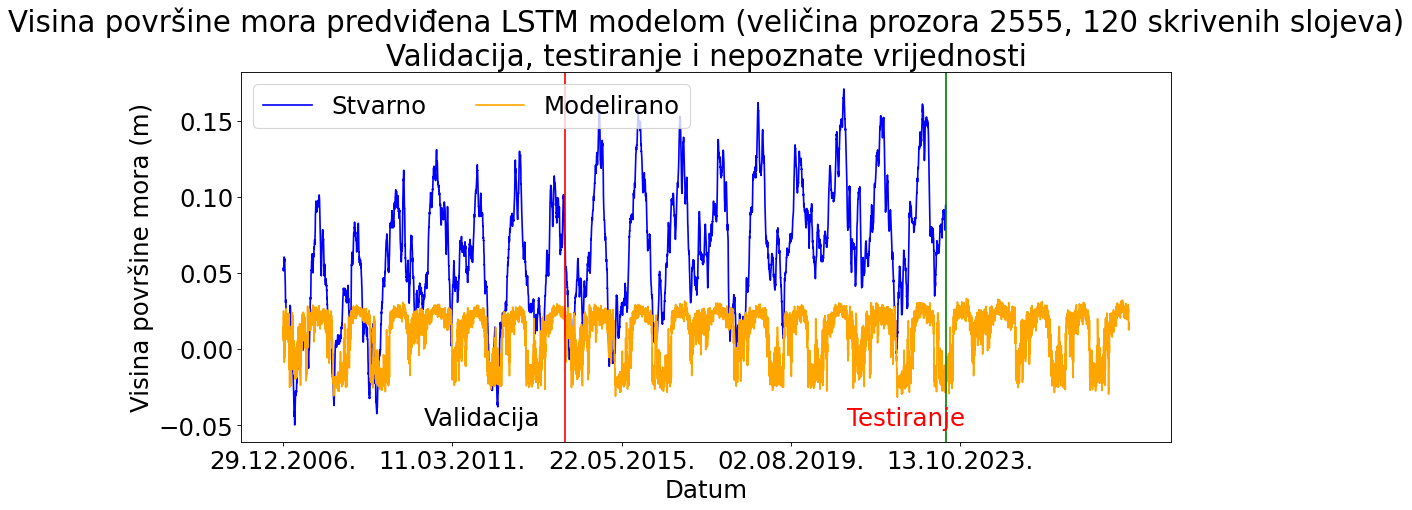 Visina površine mora predviđena LSTM modelom (veličina prozora 2555, 120 skrivenih slojeva)
Validacija, testiranje i nepoznate vrijednosti
Stvarno
Modelirano
Visina površine mora (m)
0.15
0.10
0.05
0.00
−0.05
Validacija
Testiranje
29.12.2006.
11.03.2011.
22.05.2015.
02.08.2019.
13.10.2023.
Datum